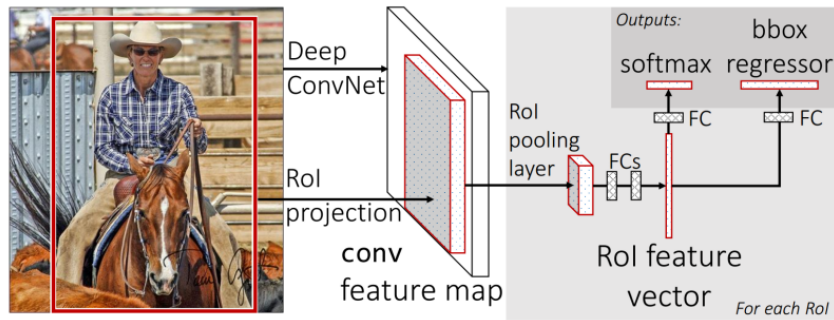 Deep
ConvNet
RoI
projection
conv
feature map
RoI
pooling
layer
FCs
RoI feature
vector
For each RoI
Outputs:
softmax
bbox
regressor
FC
FC